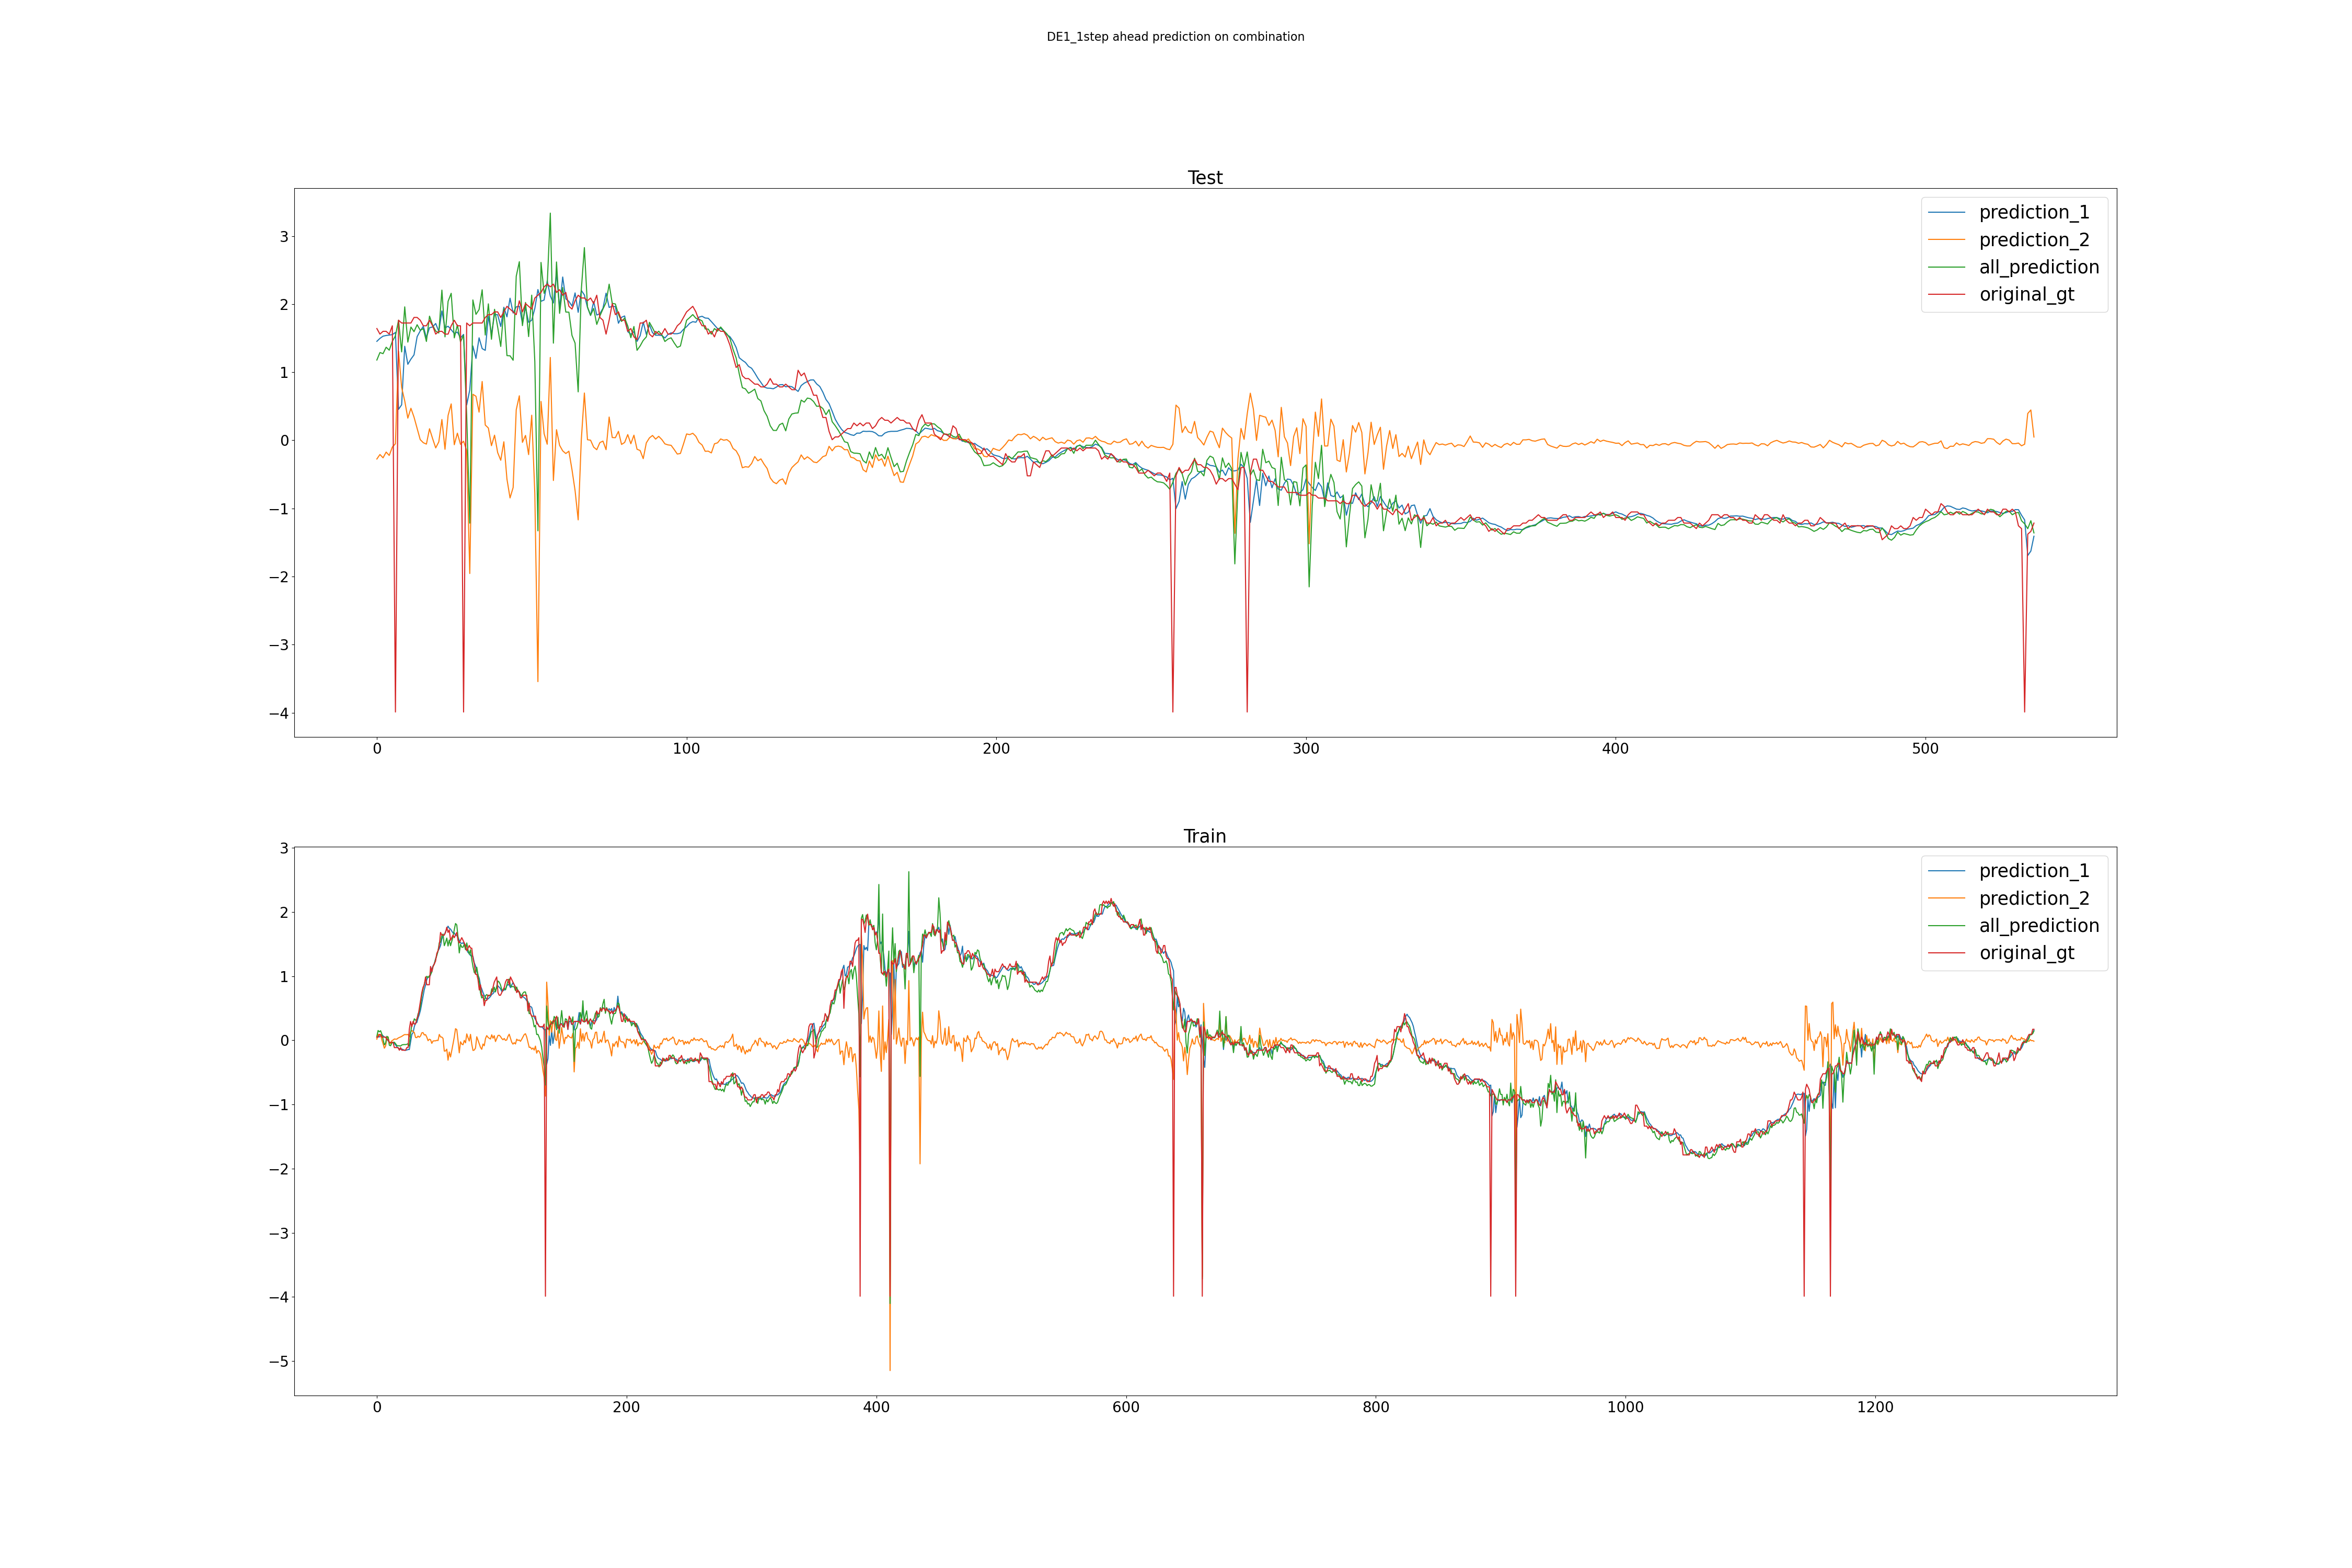 DE1_1step ahead prediction on combination
Test
prediction_1
prediction_2
all_prediction
original_gt
3
2
1
0
−1
−2
−3
−4
0 100 200 300 400 500
Train
prediction_1
prediction_2
all_prediction
original_gt
3
2
1
0
−1
−2
−3
−4
−5
0 200 400 600 800 1000 1200